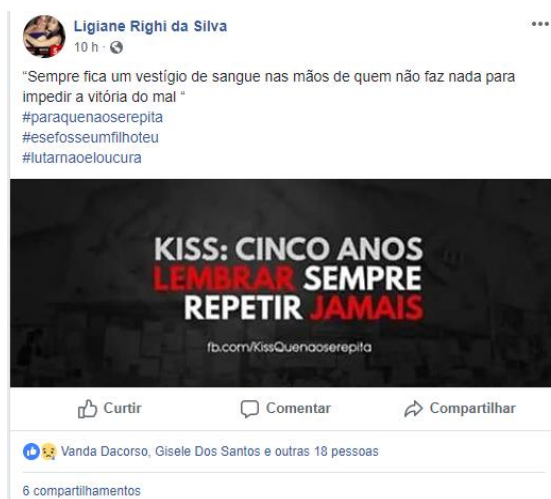 Ligiane Righi da Silva
10 h ·
“Sempre fica um vestígio de sangue nas mãos de quem não faz nada para
impedir a vitória do mal “
#paraquenaoserepita
#esefosseumfilhoteu
#lutarnaoeloucura
KISS: CINCO ANOS
LEMBRAR SEMPRE
REPETIR JAMAIS
fb.com/KissQuenaoserepita
Curtir
Comentar
Compartilhar
Vanda Dacorso, Gisele Dos Santos e outras 18 pessoas
6 compartilhamentos